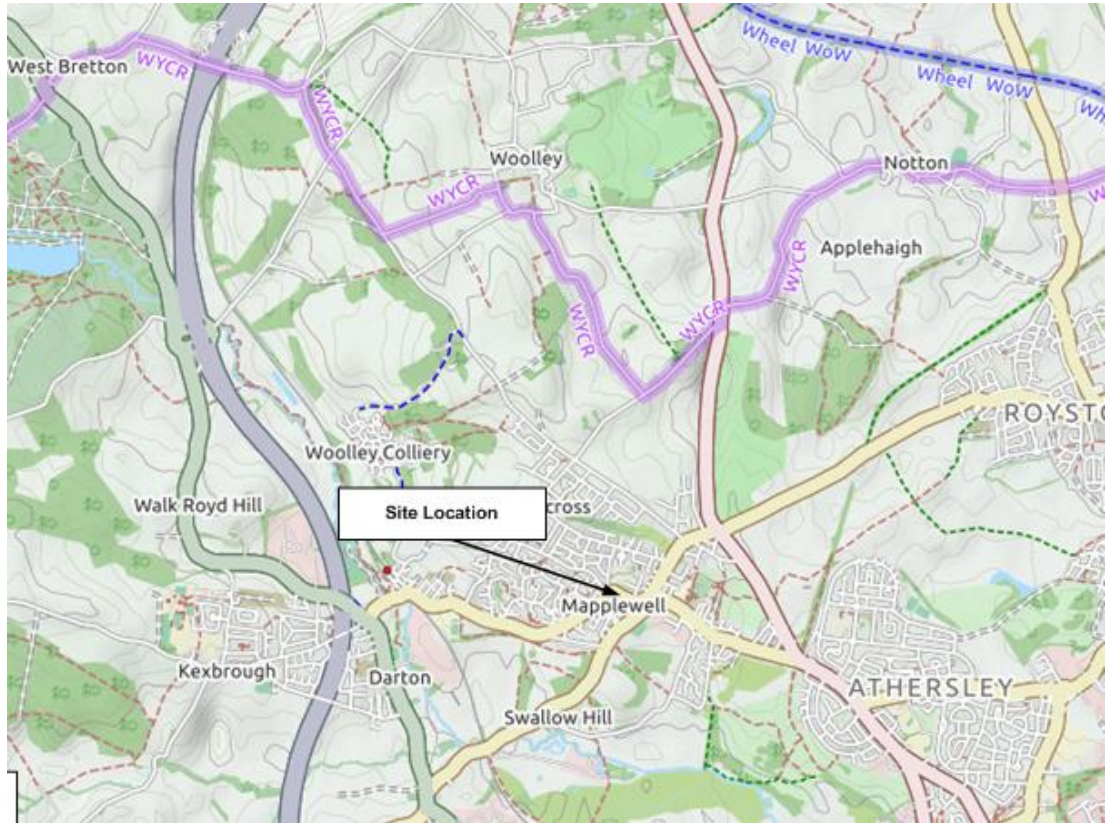 Wheel WoW
Wheel WoW
Whe
West Bretton
WYCR
WYCR
Woolley
WYCR
Notton
W
Applehaigh
WYCR
WYCR
WYCR
ROYSTO
Woolley Colliery
Walk Royd Hill
Site Location
cross
Mapplewell
Kexbrough
Darton
ATHERSLEY
Swallow Hill